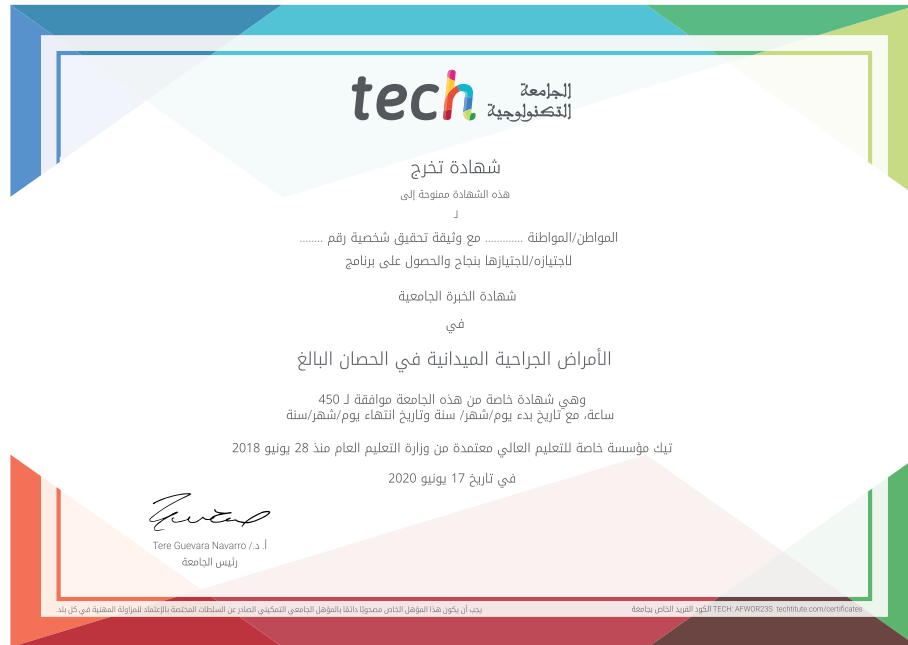 tech الجامعة
التكنولوجية
شهادة تخرج
هذه الشهادة ممنوحة إلى
لـ
المواطن/المواطنة ............. مع وثيقة تحقيق شخصية رقم ........
لاجتيازه/لاجتيازها بنجاح والحصول على برنامج
شهادة الخبرة الجامعية
في
الأمراض الجراحية الميدانية في الحصان البالغ
وهي شهادة خاصة من هذه الجامعة موافقة لـ 450
ساعة، مع تاريخ بدء يوم/شهر/ سنة وتاريخ انتهاء يوم/شهر/سنة
تيك مؤسسة خاصة للتعليم العالي معتمدة من وزارة التعليم العام منذ 28 يونيو 2018
في تاريخ 17 يونيو 2020
أ. د./ Tere Guevara Navarro
رئيس الجامعة
يجب أن يكون هذا المؤهل الخاص مصحوبًا دائمًا بالمؤهل الجامعي التمكيني الصادر عن السلطات المختصة بالإعتماد للمزاولة المهنية في كل بلد.
الكود الفريد الخاص بجامعة TECH: AFWOR23S techtitute.com/certificates